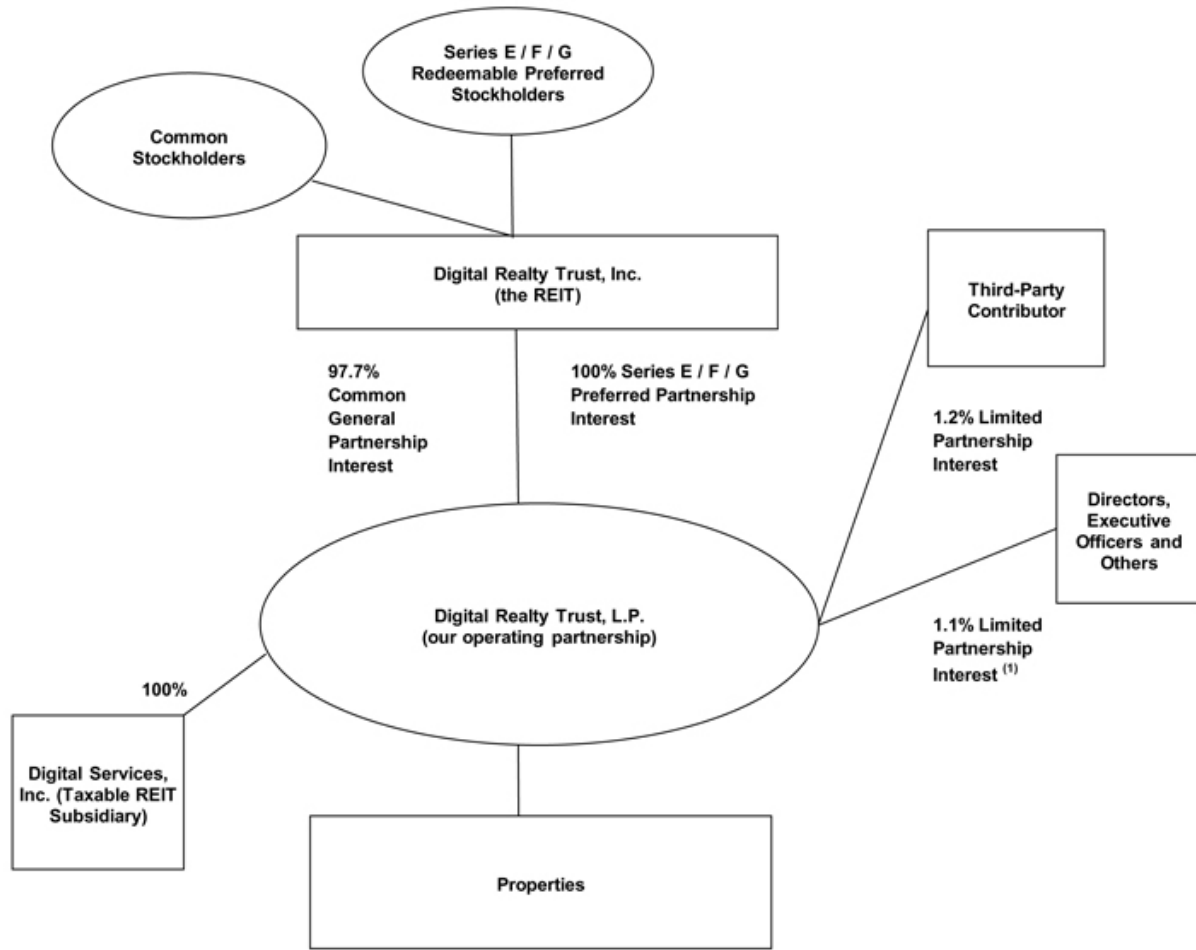 Series E / F / G
Redeemable Preferred
Stockholders
Common
Stockholders
Digital Realty Trust, Inc.
(the REIT)
Third-Party
Contributor
97.7%
Common
General
Partnership
Interest
100% Series E / F / G
Preferred Partnership
Interest
1.2% Limited
Partnership
Interest
Directors,
Executive
Officers and
Others
Digital Realty Trust, L.P.
(our operating partnership)
1.1% Limited
Partnership
Interest (1)
100%
Digital Services,
Inc. (Taxable REIT
Subsidiary)
Properties